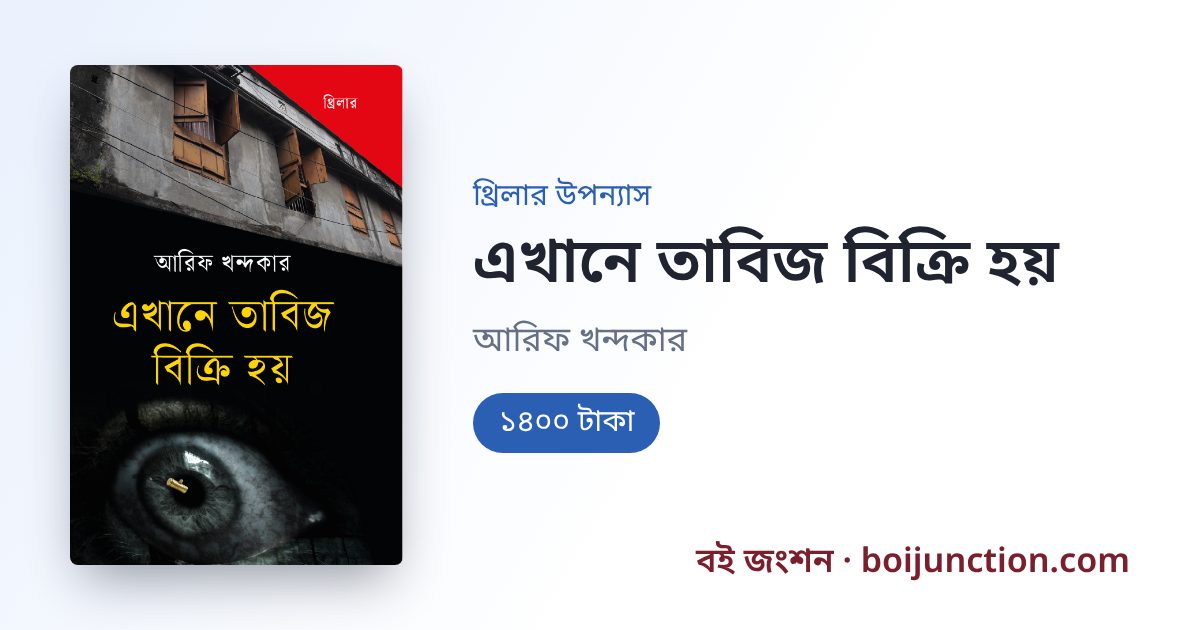 থ্রিলার
আরিফ খন্দকার
এখানে তাবিজ
বিক্রি হয়
থ্রিলার উপন্যাস
এখানে তাবিজ বিক্রি হয়
আরিফ খন্দকার
১৪০০ টাকা
বই জংশন · boijunction.com